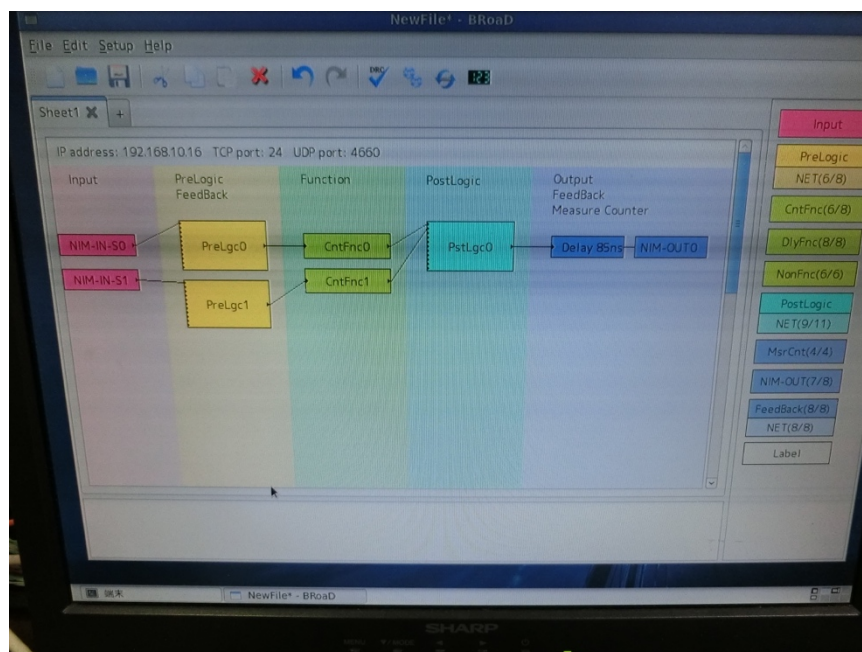 NewFile* - BRoaD
File Edit Setup Help
DRC
123
Sheet1 +
IP address: 192.168.10.16 TCP port: 24 UDP port: 4660
Input
PreLogic
FeedBack
Function
PostLogic
Output
FeedBack
Measure Counter
NIM-IN-S0
PreLgc0
CntFnc0
PstLgc0
Delay 85ns
NIM-OUT0
NIM-IN-S1
PreLgc1
CntFnc1
Input
PreLogic
NET(6/8)
CntFnc(6/8)
DlyFnc(8/8)
NonFnc(6/6)
PostLogic
NET(9/11)
MsrCnt(4/4)
NIM-OUT(7/8)
FeedBack(8/8)
NET(8/8)
Label
端末
NewFile* - BRoaD
SHARP